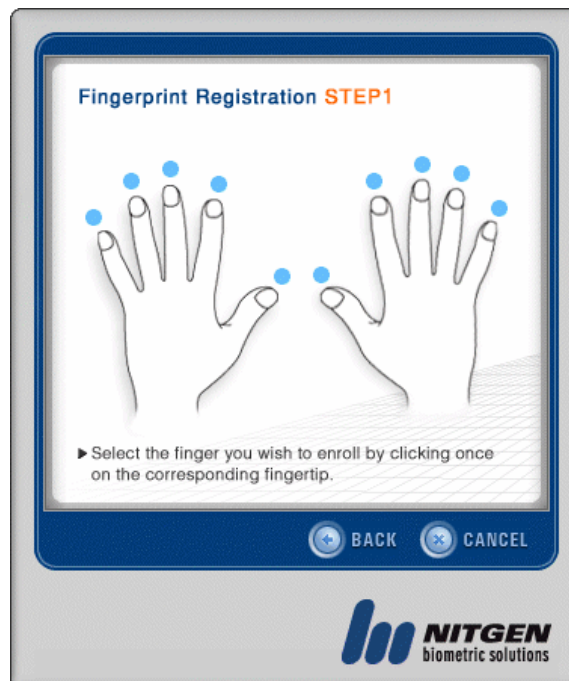 Fingerprint Registration STEP1
Select the finger you wish to enroll by clicking once
on the corresponding fingertip.
BACK CANCEL
NITGEN
biometric solutions